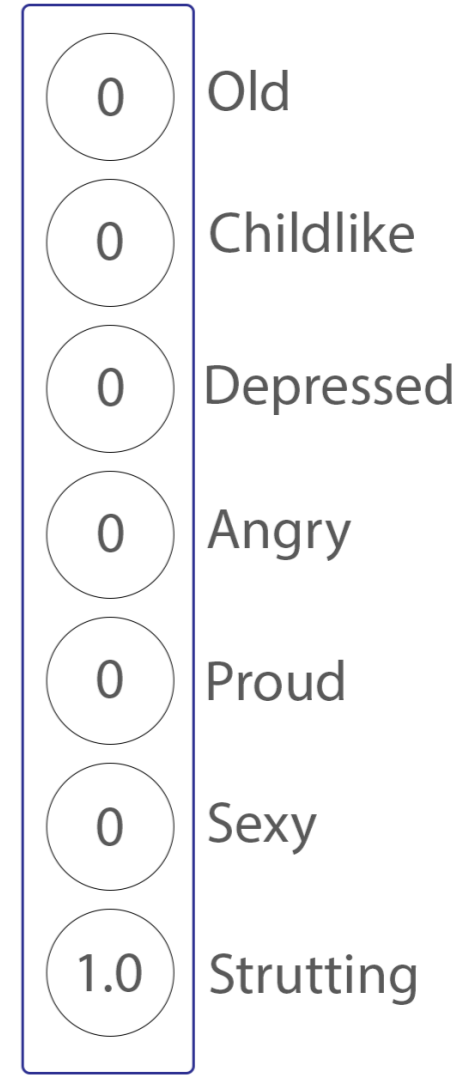 0 Old
0 Childlike
0 Depressed
0 Angry
0 Proud
0 Sexy
1.0 Strutting